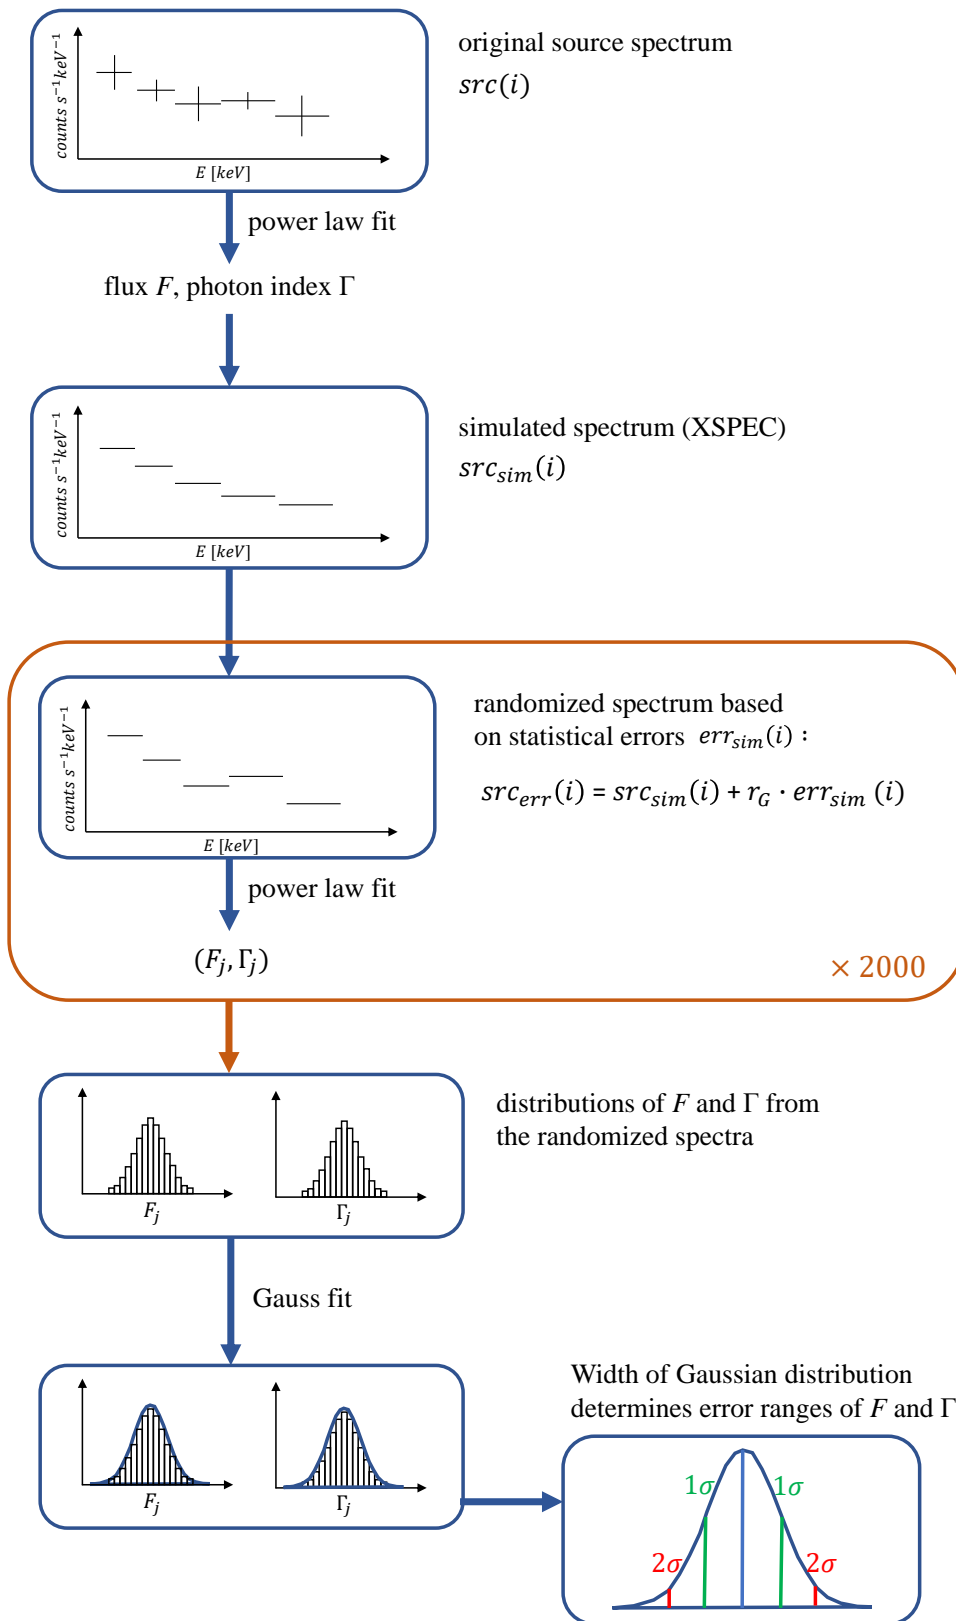 counts s⁻¹keV⁻¹
E [keV]
original source spectrum
src(i)
power law fit
flux F, photon index Γ
counts s⁻¹keV⁻¹
E [keV]
simulated spectrum (XSPEC)
src_sim(i)
counts s⁻¹keV⁻¹
E [keV]
randomized spectrum based
on statistical errors err_sim(i) :
src_err(i) = src_sim(i) + r_G · err_sim (i)
power law fit
(F_j, Γ_j)
× 2000
F_j
Γ_j
distributions of F and Γ from
the randomized spectra
Gauss fit
F_j
Γ_j
Width of Gaussian distribution
determines error ranges of F and Γ
1σ 1σ
2σ 2σ